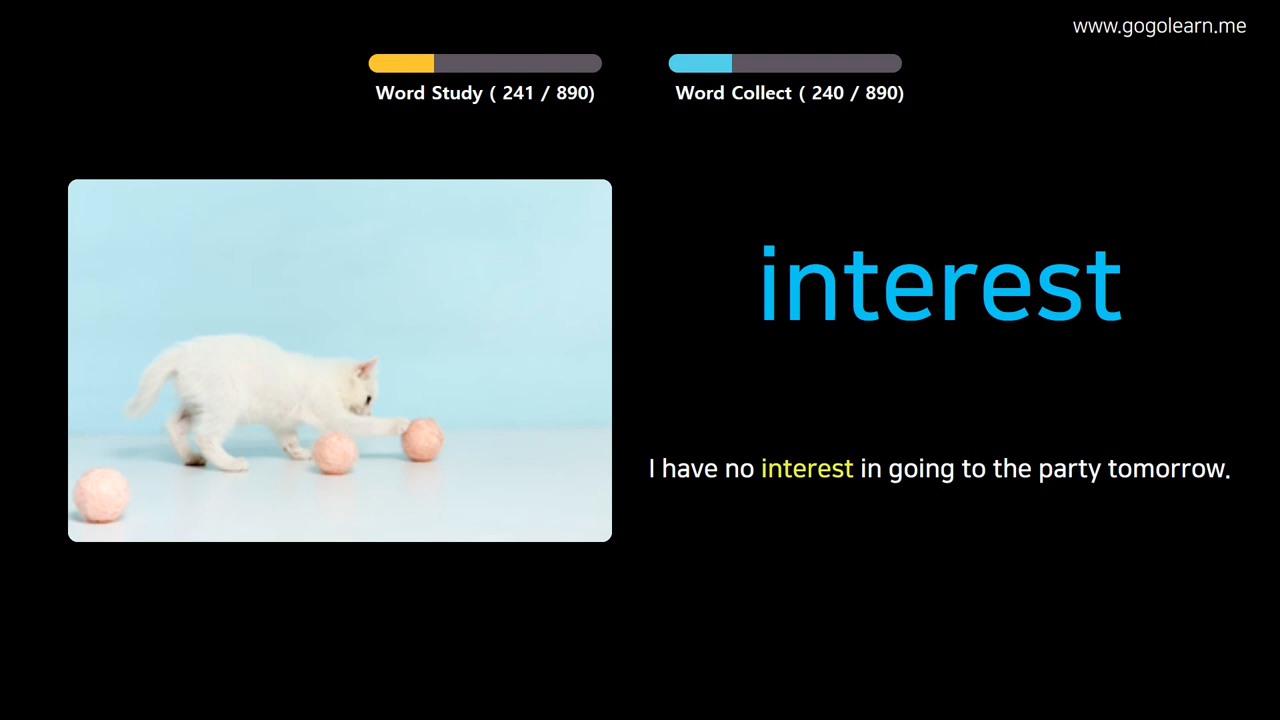 www.gogolearn.me
Word Study ( 241 / 890)
Word Collect ( 240 / 890)
interest
I have no interest in going to the party tomorrow.